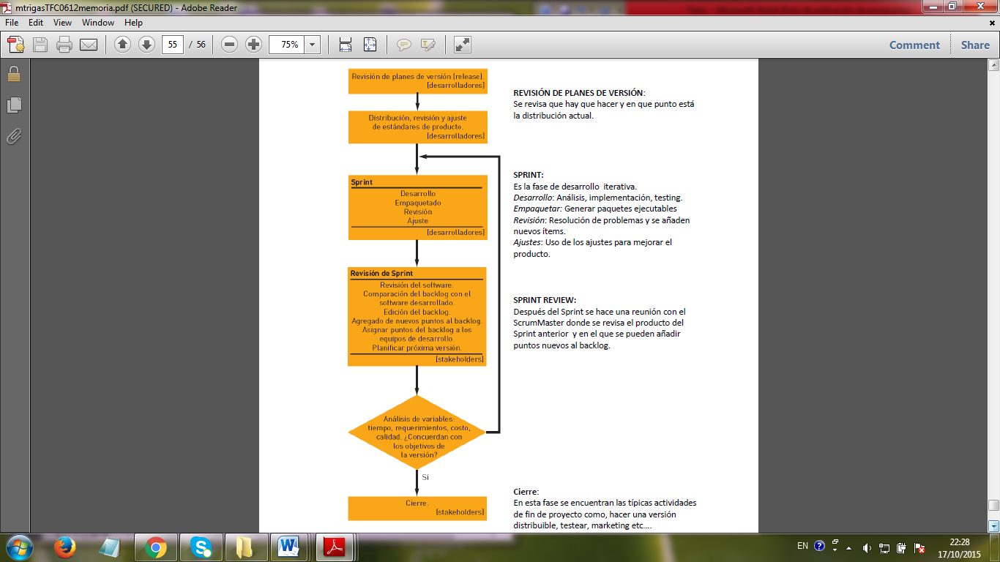 mtrigasTFC0612memoria.pdf (SECURED) - Adobe Reader
File Edit View Window Help
55 / 56 75% Comment Share
Revisión de planes de versión (release).
[desarrolladores]
REVISIÓN DE PLANES DE VERSIÓN:
Se revisa que hay que hacer y en que punto está
la distribución actual.
Distribución, revisión y ajuste
de estándares de producto.
[desarrolladores]
Sprint
Desarrollo
Empaquetado
Revisión
Ajuste
[desarrolladores]
SPRINT:
Es la fase de desarrollo iterativa.
Desarrollo: Análisis, implementación, testing.
Empaquetar: Generar paquetes ejecutables
Revisión: Resolución de problemas y se añaden
nuevos ítems.
Ajustes: Uso de los ajustes para mejorar el
producto.
Revisión de Sprint
Revisión del software.
Comparación del backlog con el
software desarrollado.
Edición del backlog.
Agregado de nuevos puntos al backlog.
Asignar puntos del backlog a los
equipos de desarrollo.
Planificar próxima versión.
[stakeholders]
SPRINT REVIEW:
Después del Sprint se hace una reunión con el
ScrumMaster donde se revisa el producto del
Sprint anterior y en el que se pueden añadir
puntos nuevos al backlog.
Análisis de variables:
tiempo, requerimientos, costo,
calidad. ¿Concuerdan con
los objetivos de
la versión?
Sí
Cierre.
[stakeholders]
Cierre:
En esta fase se encuentran las típicas actividades
de fin de proyecto como, hacer una versión
distribuible, testear, marketing etc....
EN
22:28
17/10/2015